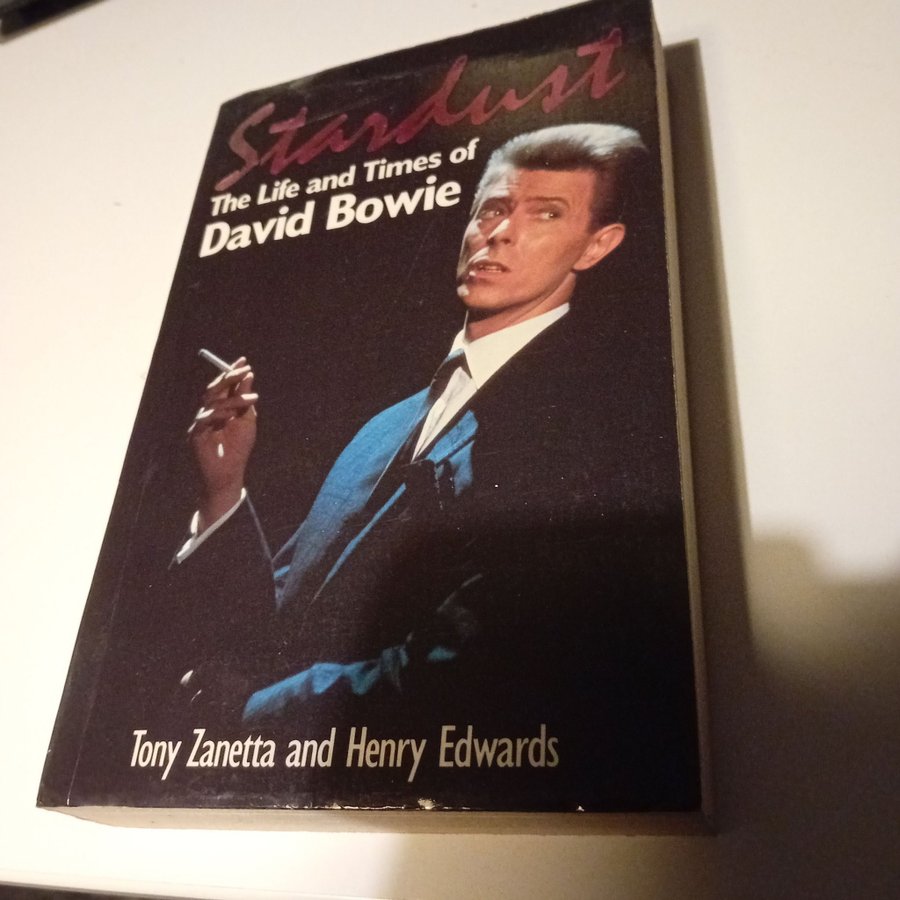 Stardust
The Life and Times of
David Bowie
Tony Zanetta and Henry Edwards